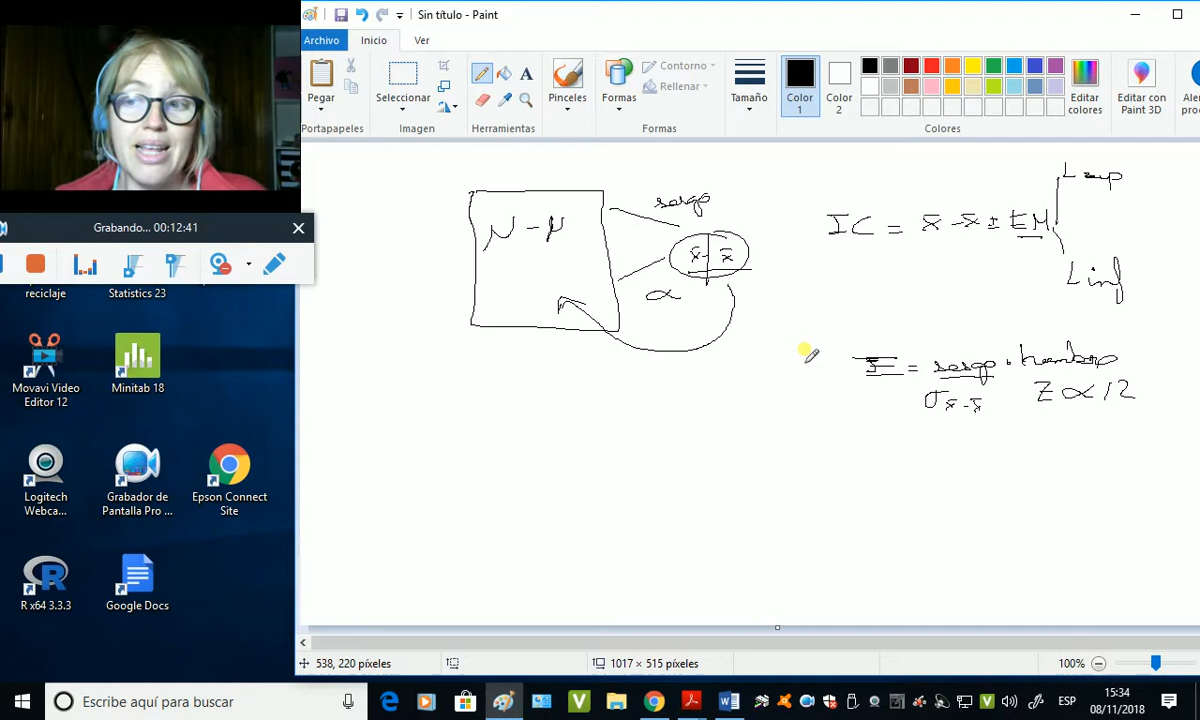 Sin título - Paint
Archivo Inicio Ver
Pegar
Seleccionar
Pinceles
Formas
Contorno
Rellenar
Tamaño
Color 1
Color 2
Editar colores
Editar con Paint 3D
Portapapeles Imagen Herramientas Formas Colores
Grabando... 00:12:41
reciclaje
Statistics 23
Movavi Video Editor 12
Minitab 18
Logitech Webca...
Grabador de Pantalla Pro ...
Epson Connect Site
R x64 3.3.3
Google Docs
μ - μ
sesgo
x̄ - x̄
α
IC = x̄ - x̄ ± EM
L sup
L inf
E = sesgo . hembro
σ x̄ - x̄ Z α/2
538, 220 píxeles
1017 × 515 píxeles
100%
Escribe aquí para buscar
ESP
15:34
08/11/2018